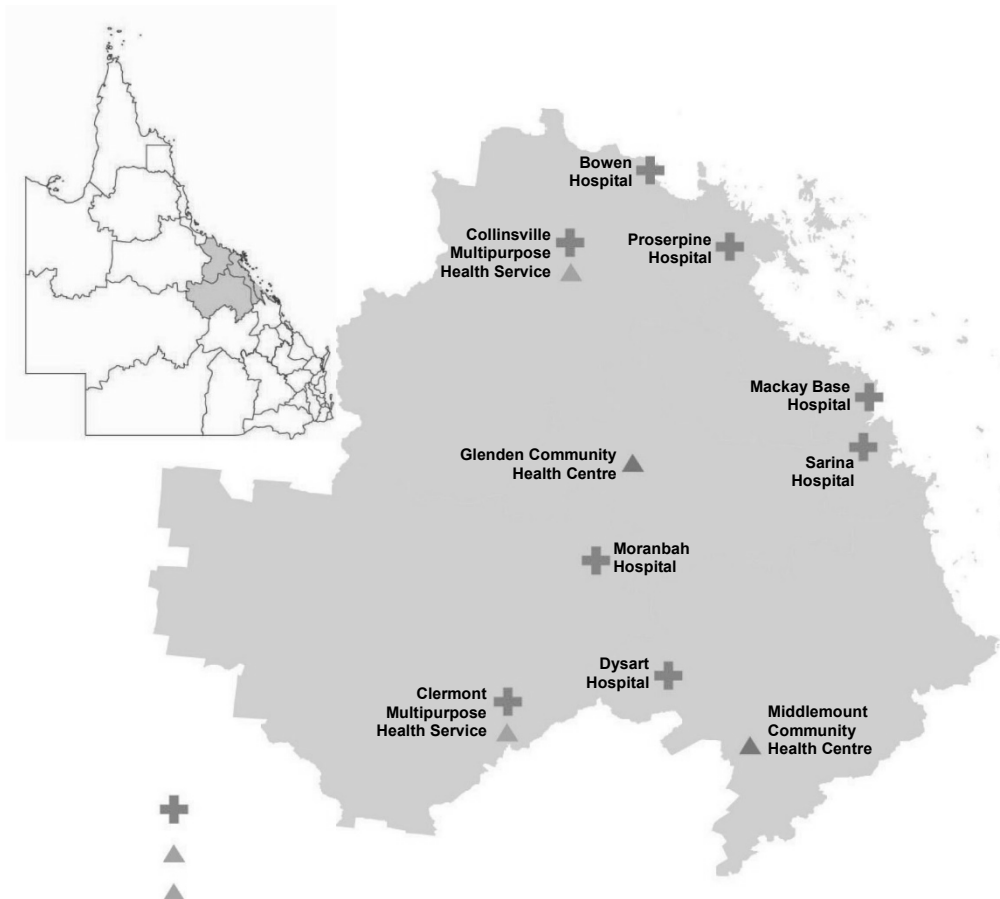 Bowen
Hospital
Collinsville
Multipurpose
Health Service
Proserpine
Hospital
Mackay Base
Hospital
Glenden Community
Health Centre
Sarina
Hospital
Moranbah
Hospital
Dysart
Hospital
Clermont
Multipurpose
Health Service
Middlemount
Community
Health Centre